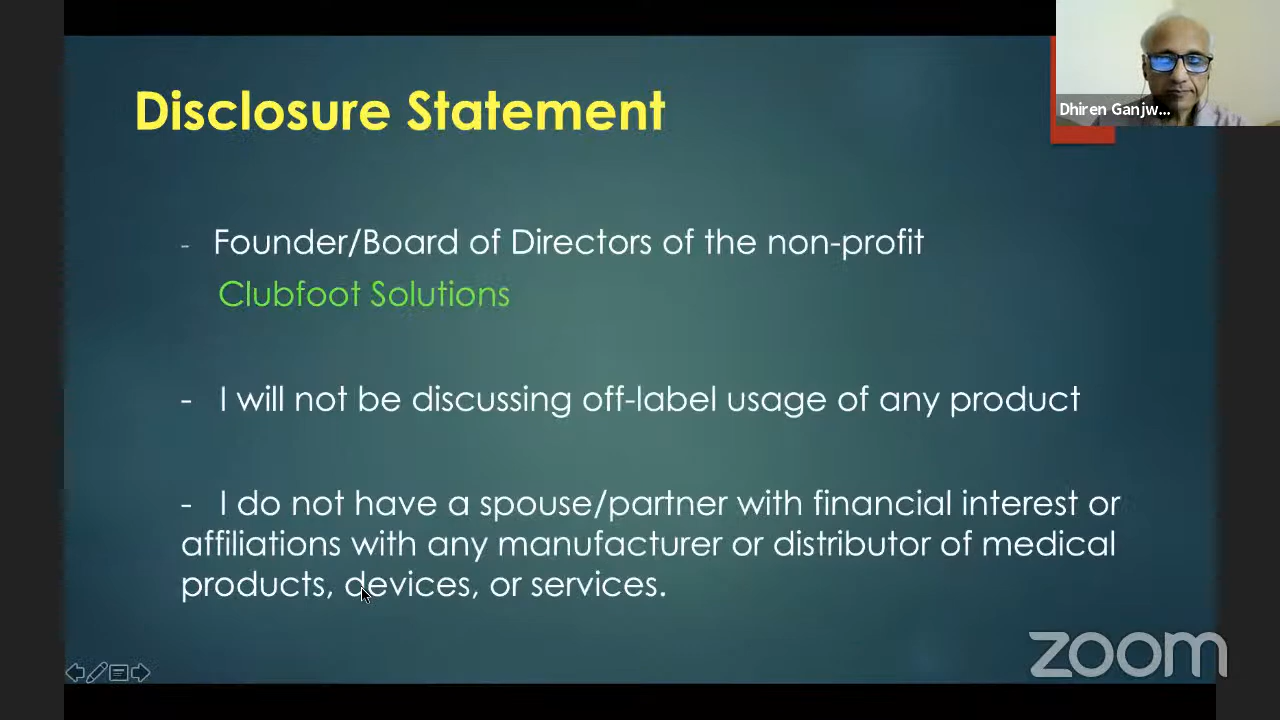 Disclosure Statement
Dhiren Ganjw...
- Founder/Board of Directors of the non-profit
Clubfoot Solutions
- I will not be discussing off-label usage of any product
- I do not have a spouse/partner with financial interest or
affiliations with any manufacturer or distributor of medical
products, devices, or services.
zoom